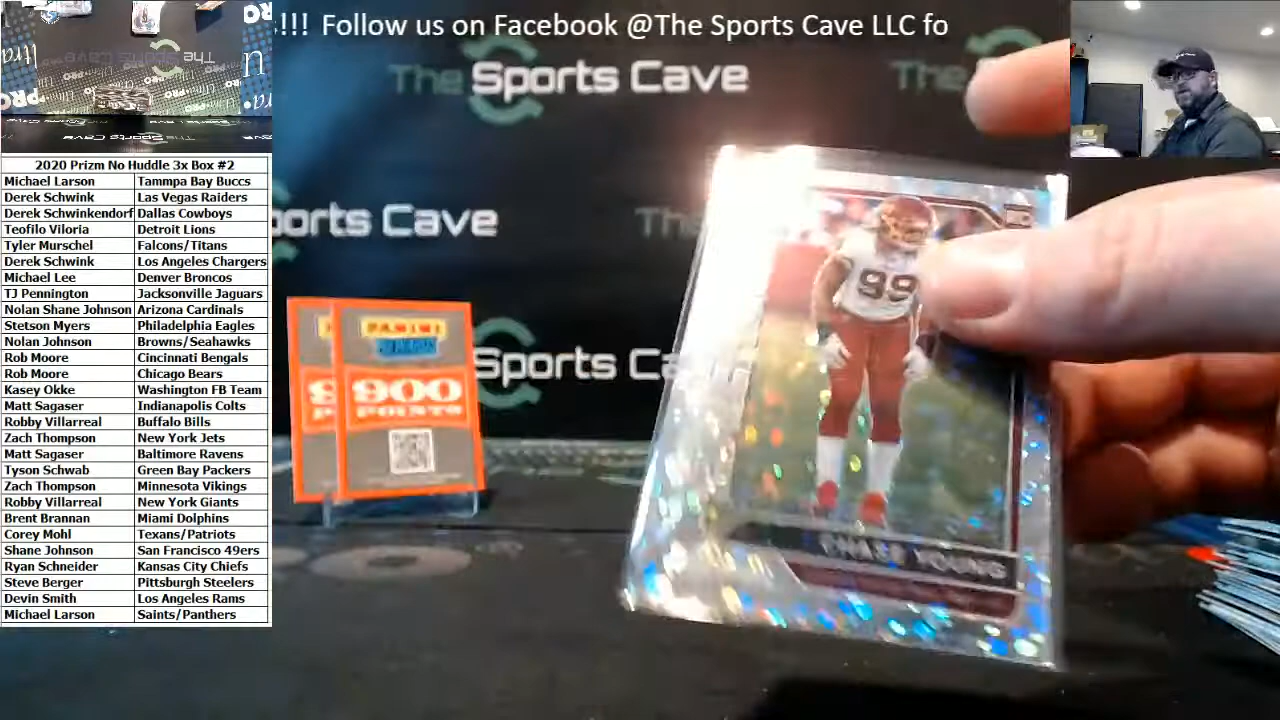 !!! Follow us on Facebook @The Sports Cave LLC fo
The Sports Cave
The
ports Cave
The
Sports Ca
PANINI
900
POINTS
99
RC
CHASE YOUNG
The Sports Cave
PRO
2020 Prizm No Huddle 3x Box #2
Michael Larson Tammpa Bay Buccs
Derek Schwink Las Vegas Raiders
Derek Schwinkendorf Dallas Cowboys
Teofilo Viloria Detroit Lions
Tyler Murschel Falcons/Titans
Derek Schwink Los Angeles Chargers
Michael Lee Denver Broncos
TJ Pennington Jacksonville Jaguars
Nolan Shane Johnson Arizona Cardinals
Stetson Myers Philadelphia Eagles
Nolan Johnson Browns/Seahawks
Rob Moore Cincinnati Bengals
Rob Moore Chicago Bears
Kasey Okke Washington FB Team
Matt Sagaser Indianapolis Colts
Robby Villarreal Buffalo Bills
Zach Thompson New York Jets
Matt Sagaser Baltimore Ravens
Tyson Schwab Green Bay Packers
Zach Thompson Minnesota Vikings
Robby Villarreal New York Giants
Brent Brannan Miami Dolphins
Corey Mohl Texans/Patriots
Shane Johnson San Francisco 49ers
Ryan Schneider Kansas City Chiefs
Steve Berger Pittsburgh Steelers
Devin Smith Los Angeles Rams
Michael Larson Saints/Panthers